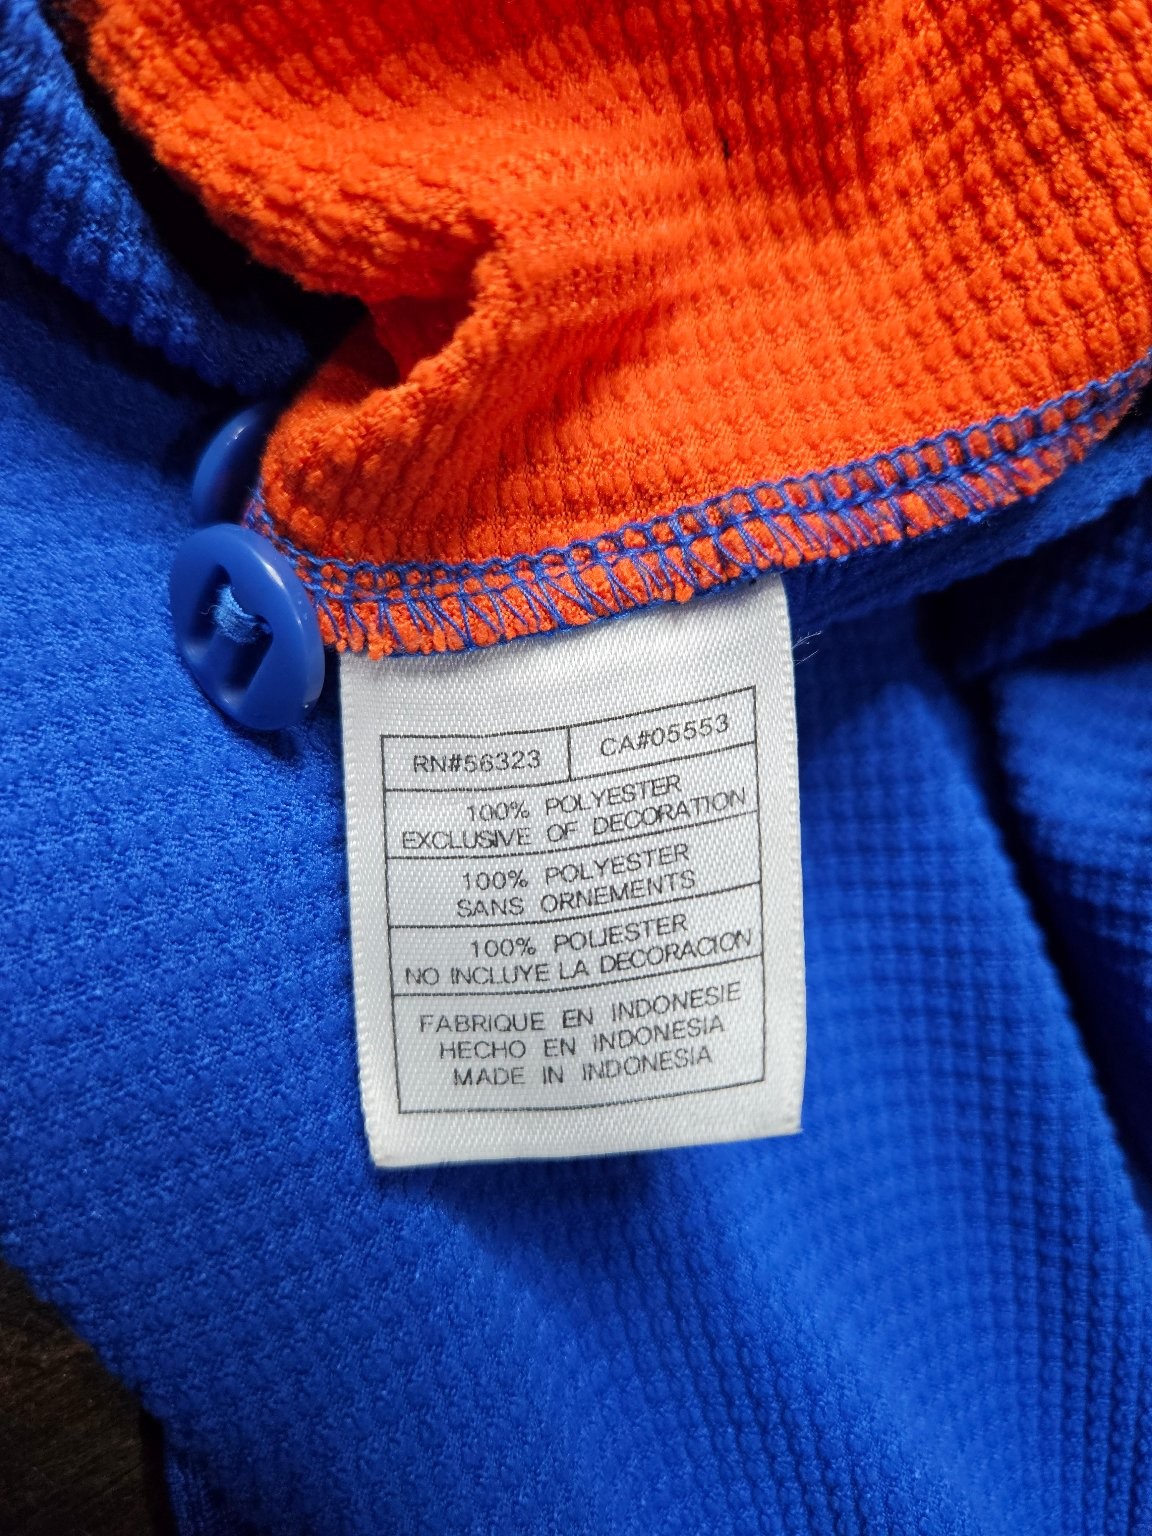 RN#56323 CA#05553
100% POLYESTER
EXCLUSIVE OF DECORATION
100% POLYESTER
SANS ORNEMENTS
100% POLIESTER
NO INCLUYE LA DECORACION
FABRIQUE EN INDONESIE
HECHO EN INDONESIA
MADE IN INDONESIA